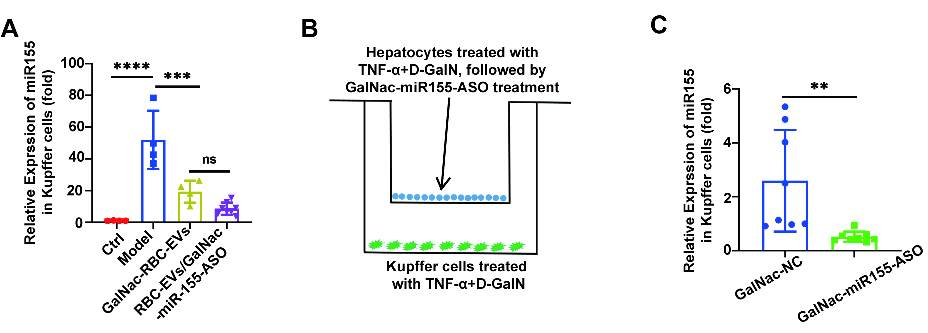 A
Relative Exprssion of miR155
in Kupffer cells (fold)
100
80
60
40
20
0
****
***
ns
Ctrl
Model
GalNac-RBC-EVs
RBC-EVs/GalNac
-miR-155-ASO
B
Hepatocytes treated with
TNF-α+D-GalN, followed by
GalNac-miR155-ASO treatment
Kupffer cells treated
with TNF-α+D-GalN
C
Relative Exprssion of miR155
in Kupffer cells (fold)
6
4
2
0
**
GalNac-NC
GalNac-miR155-ASO